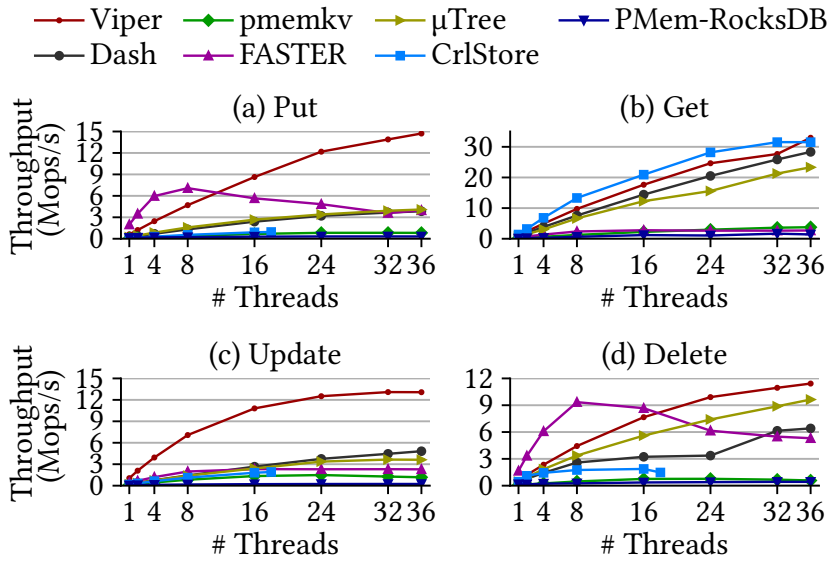 Viper pmemkv μTree PMem-RocksDB
Dash FASTER CrlStore
(a) Put
Throughput
(Mops/s)
15
12
9
6
3
0
1 4 8 16 24 32 36
# Threads
(b) Get
30
20
10
0
1 4 8 16 24 32 36
# Threads
(c) Update
Throughput
(Mops/s)
15
12
9
6
3
0
1 4 8 16 24 32 36
# Threads
(d) Delete
12
9
6
3
0
1 4 8 16 24 32 36
# Threads